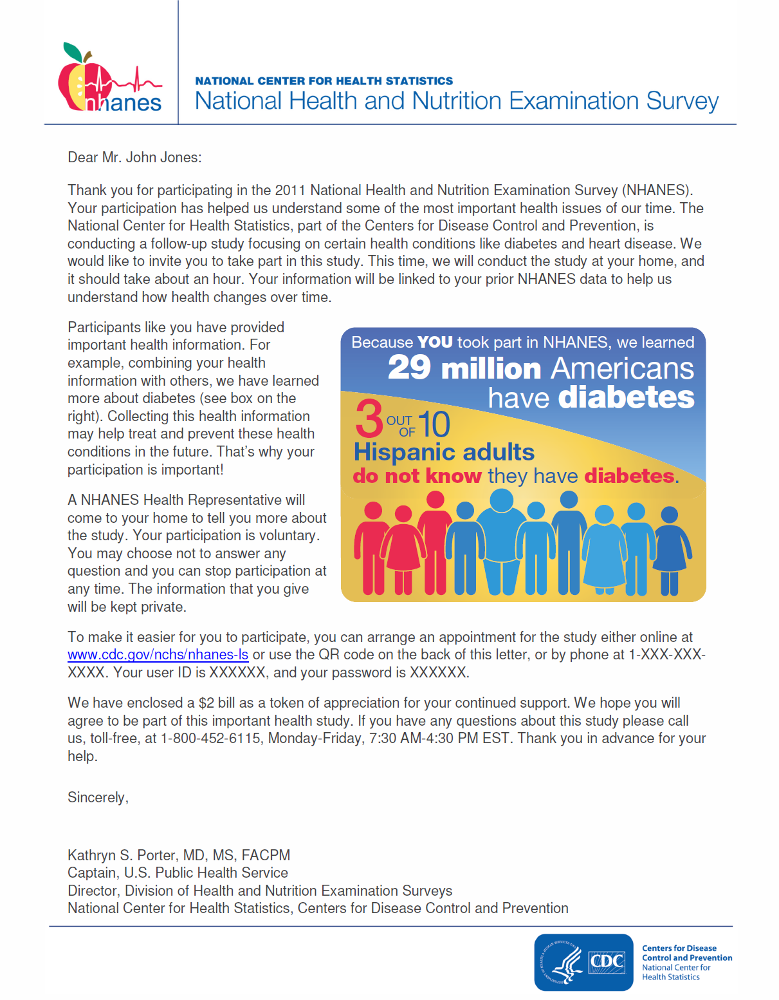 nhanes
NATIONAL CENTER FOR HEALTH STATISTICS
National Health and Nutrition Examination Survey
Dear Mr. John Jones:
Thank you for participating in the 2011 National Health and Nutrition Examination Survey (NHANES).
Your participation has helped us understand some of the most important health issues of our time. The
National Center for Health Statistics, part of the Centers for Disease Control and Prevention, is
conducting a follow-up study focusing on certain health conditions like diabetes and heart disease. We
would like to invite you to take part in this study. This time, we will conduct the study at your home, and
it should take about an hour. Your information will be linked to your prior NHANES data to help us
understand how health changes over time.
Participants like you have provided
important health information. For
example, combining your health
information with others, we have learned
more about diabetes (see box on the
right). Collecting this health information
may help treat and prevent these health
conditions in the future. That's why your
participation is important!
A NHANES Health Representative will
come to your home to tell you more about
the study. Your participation is voluntary.
You may choose not to answer any
question and you can stop participation at
any time. The information that you give
will be kept private.
Because YOU took part in NHANES, we learned
29 million Americans
have diabetes
3 OUT OF 10
Hispanic adults
do not know they have diabetes.
To make it easier for you to participate, you can arrange an appointment for the study either online at
www.cdc.gov/nchs/nhanes-ls or use the QR code on the back of this letter, or by phone at 1-XXX-XXX-
XXXX. Your user ID is XXXXXX, and your password is XXXXXX.
We have enclosed a $2 bill as a token of appreciation for your continued support. We hope you will
agree to be part of this important health study. If you have any questions about this study please call
us, toll-free, at 1-800-452-6115, Monday-Friday, 7:30 AM-4:30 PM EST. Thank you in advance for your
help.
Sincerely,
Kathryn S. Porter, MD, MS, FACPM
Captain, U.S. Public Health Service
Director, Division of Health and Nutrition Examination Surveys
National Center for Health Statistics, Centers for Disease Control and Prevention
DEPARTMENT OF HEALTH & HUMAN SERVICES·USA
CDC
Centers for Disease
Control and Prevention
National Center for
Health Statistics